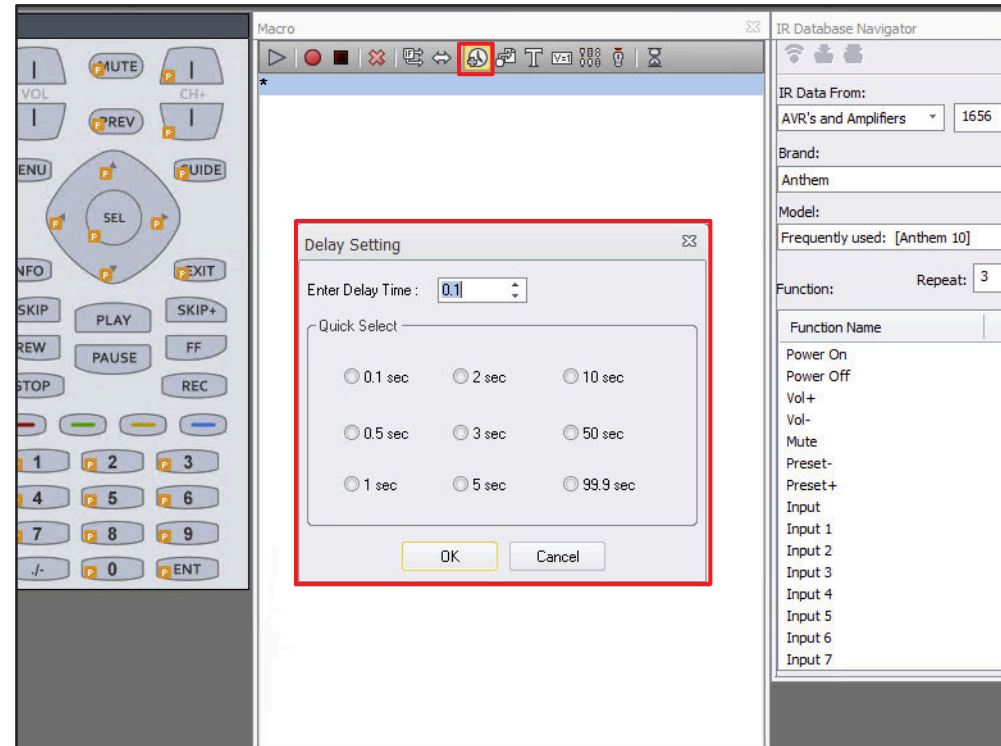 MUTE
VOL
CH+
PREV
ENU
GUIDE
SEL
NFO
EXIT
SKIP
PLAY
SKIP+
REW
PAUSE
FF
STOP
REC
1 2 3
4 5 6
7 8 9
./- 0 ENT
Macro
V=1
*
Delay Setting
Enter Delay Time : 0.1
Quick Select
0.1 sec 2 sec 10 sec
0.5 sec 3 sec 50 sec
1 sec 5 sec 99.9 sec
OK Cancel
IR Database Navigator
IR Data From:
AVR's and Amplifiers 1656
Brand:
Anthem
Model:
Frequently used: [Anthem 10]
Function: Repeat: 3
Function Name
Power On
Power Off
Vol+
Vol-
Mute
Preset-
Preset+
Input
Input 1
Input 2
Input 3
Input 4
Input 5
Input 6
Input 7